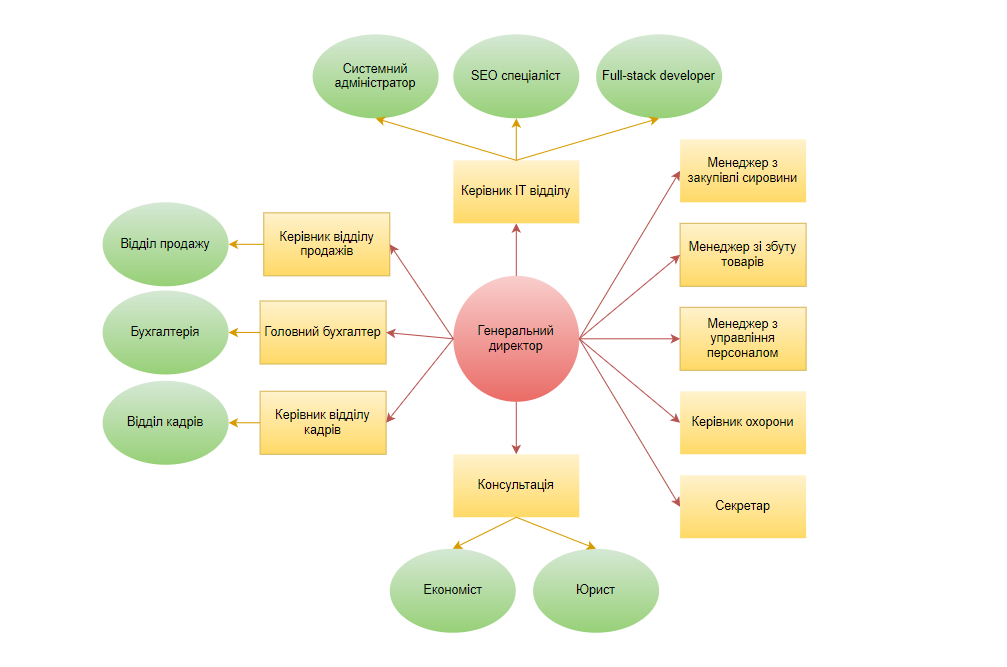 Системний
адміністратор
SEO спеціаліст
Full-stack developer
Менеджер з
закупівлі сировини
Керівник ІТ відділу
Відділ продажу
Керівник відділу
продажів
Менеджер зі збуту
товарів
Бухгалтерія
Головний бухгалтер
Генеральний
директор
Менеджер з
управління
персоналом
Відділ кадрів
Керівник відділу
кадрів
Керівник охорони
Консультація
Секретар
Економіст
Юрист